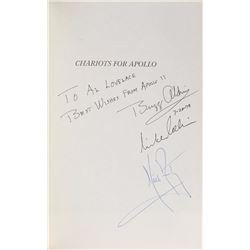 CHARIOTS FOR APOLLO
TO AL LOVELACE
BEST WISHES FROM APOLLO 11
Buzz Aldrin